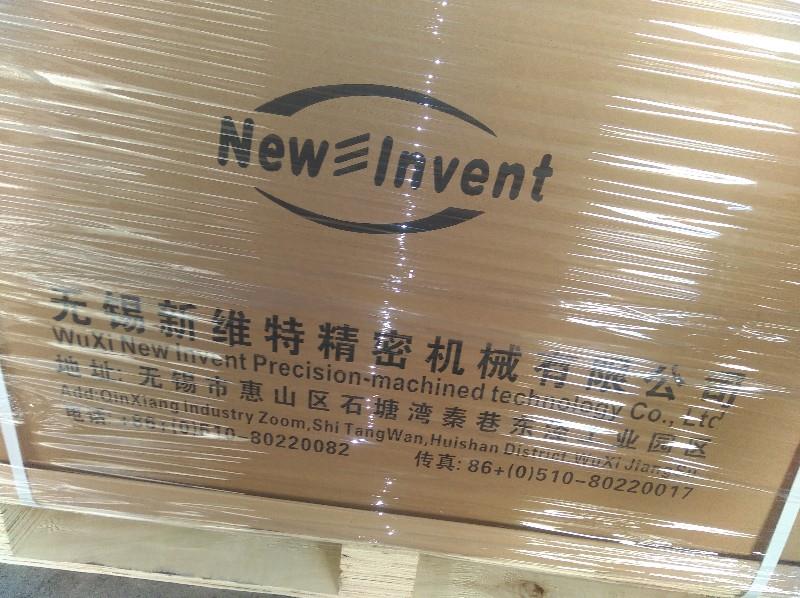 New Invent
无锡新维特精密机械有限公司
WuXi New Invent Precision-machined technology Co., Ltd
地址: 无锡市惠山区石塘湾秦巷东 工业园区
Add:QinXiang Industry Zoom,Shi TangWan,Huishan District,WuXi JiangSu
电话: 86+(0)510-80220082
传真: 86+(0)510-80220017